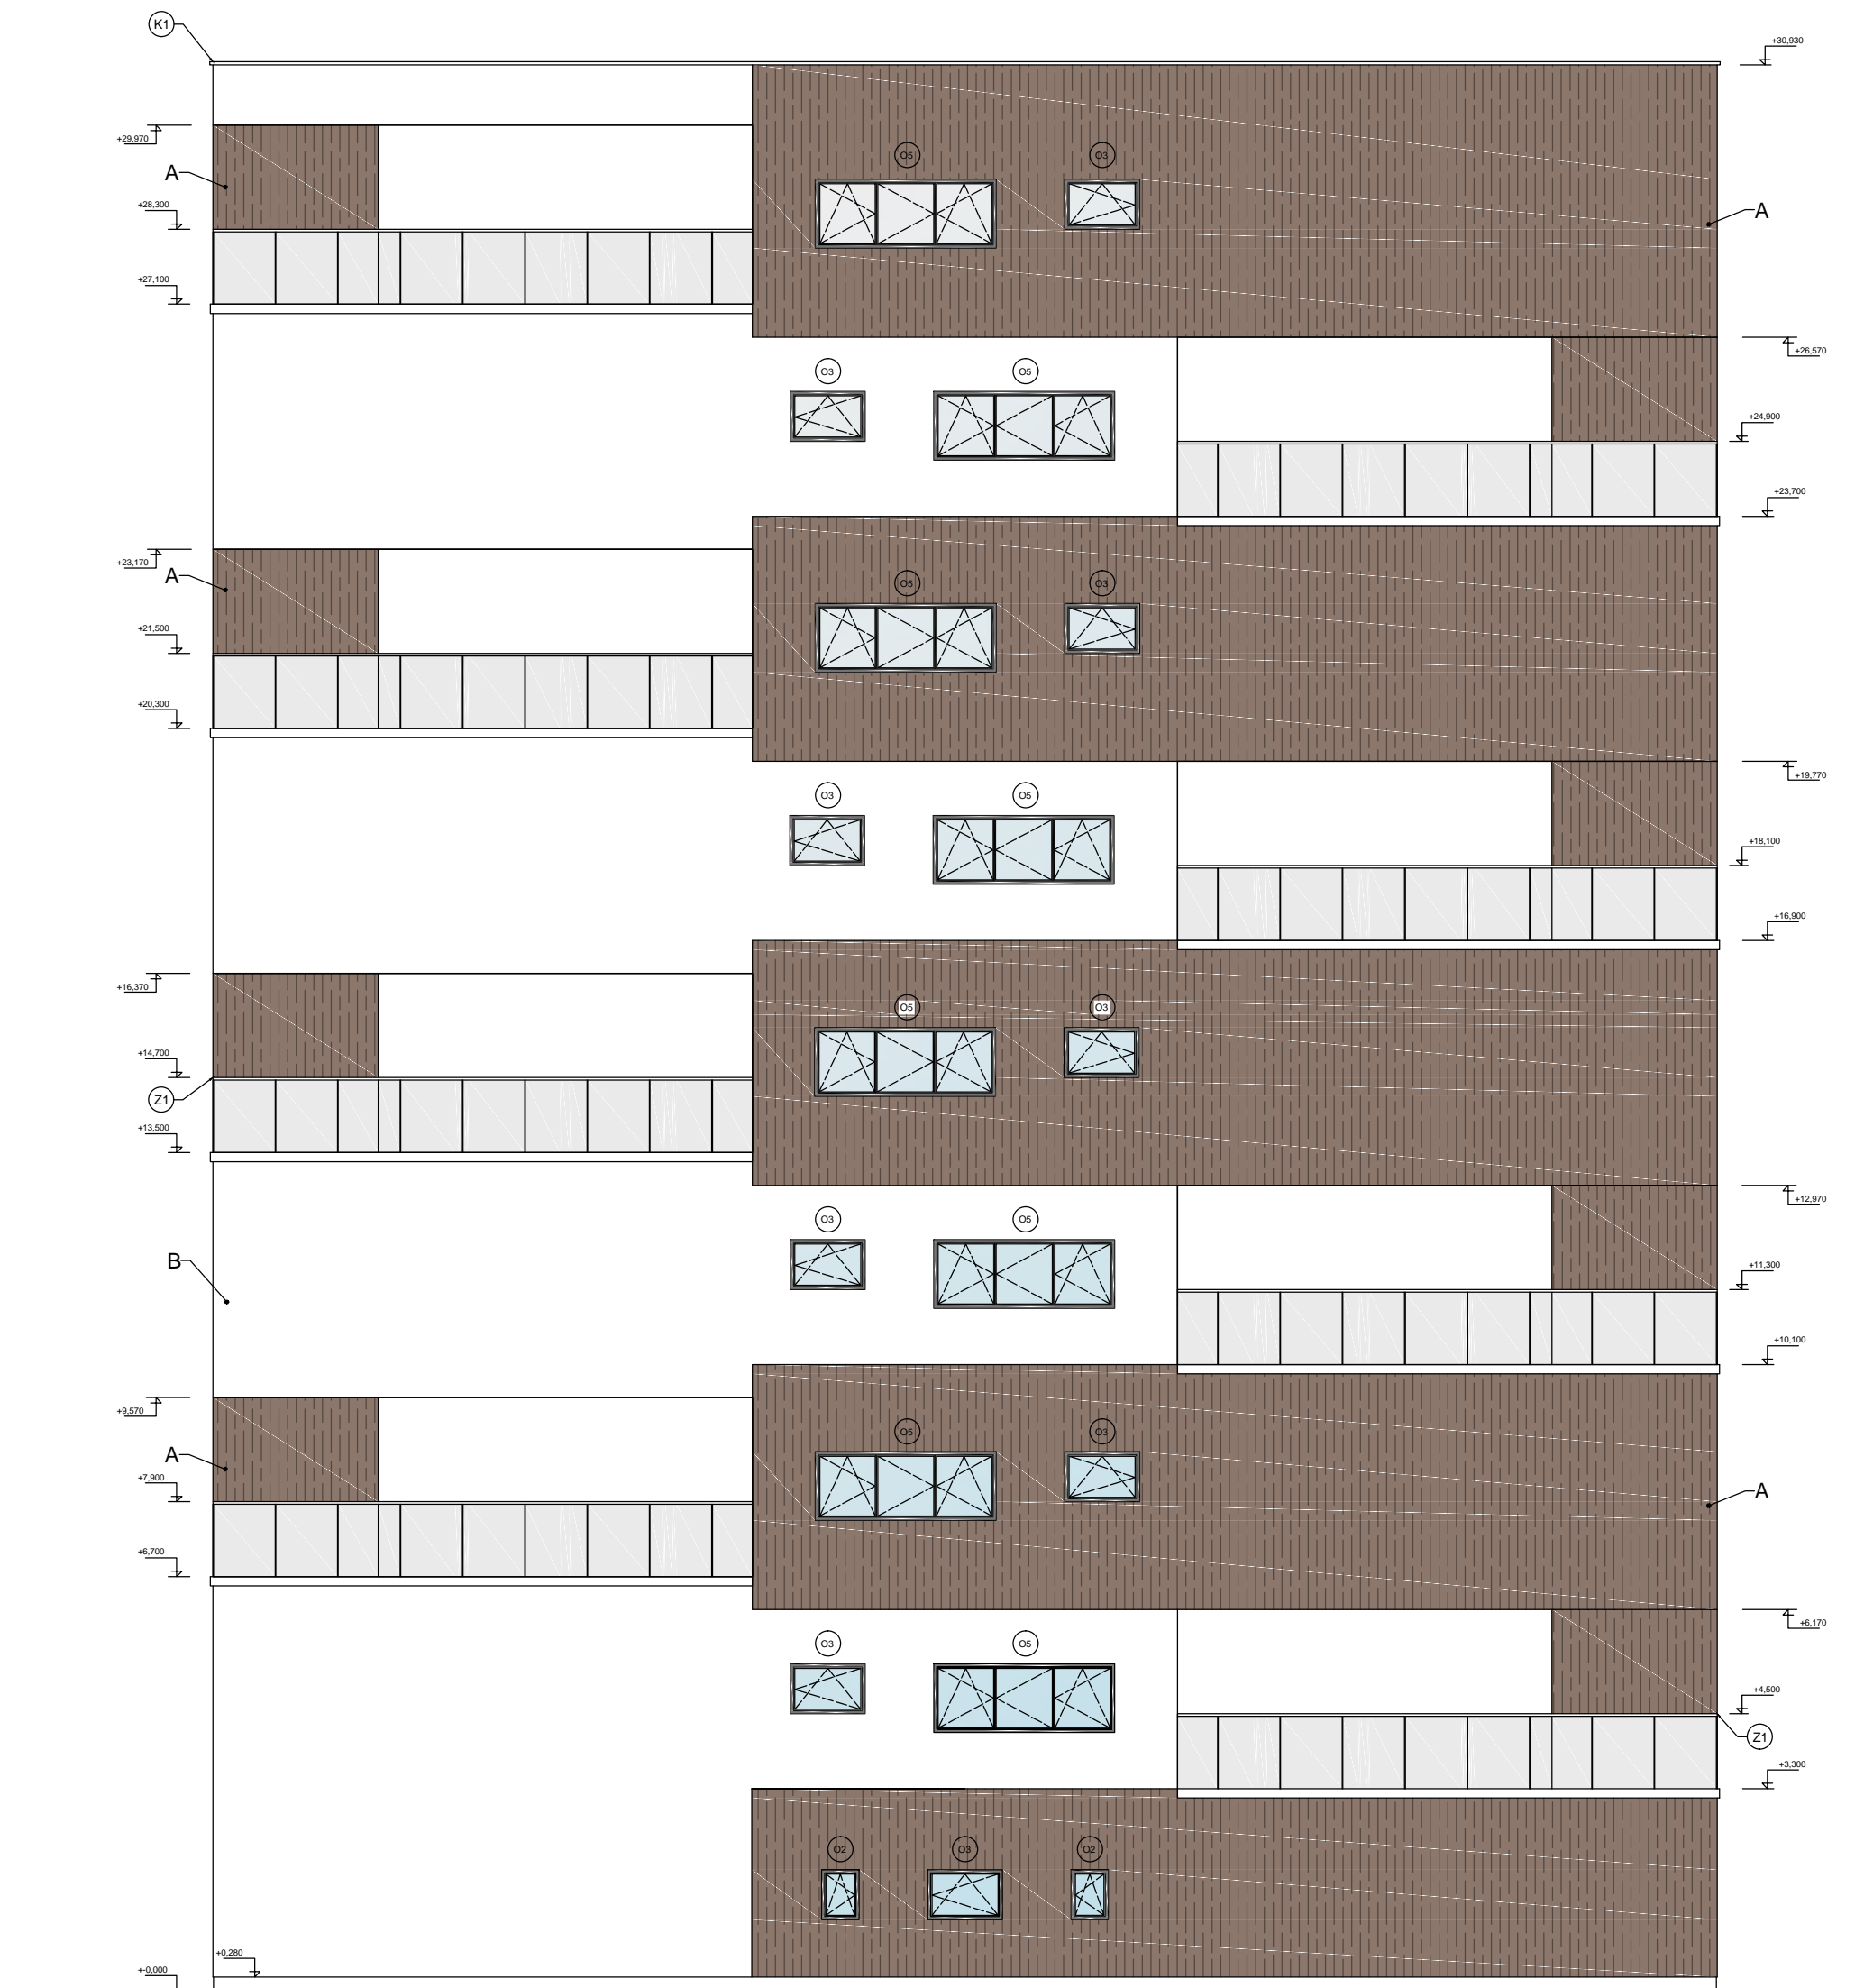 K1
+30,930
+29,970
O5
O3
A
+28,300
A
+27,100
+26,570
O3
O5
+24,900
+23,700
+23,170
A
O5
O3
+21,500
+20,300
+19,770
O3
O5
+18,100
+16,900
+16,370
O5
O3
+14,700
Z1
+13,500
+12,970
O3
O5
B
+11,300
+10,100
+9,570
O5
O3
A
+7,900
A
+6,700
+6,170
O3
O5
+4,500
Z1
+3,300
O2
O3
O2
+0,280
+-0,000